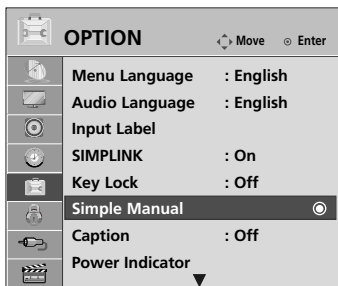 OPTION Move Enter
Menu Language : English
Audio Language : English
Input Label
SIMPLINK : On
Key Lock : Off
Simple Manual
Caption : Off
Power Indicator